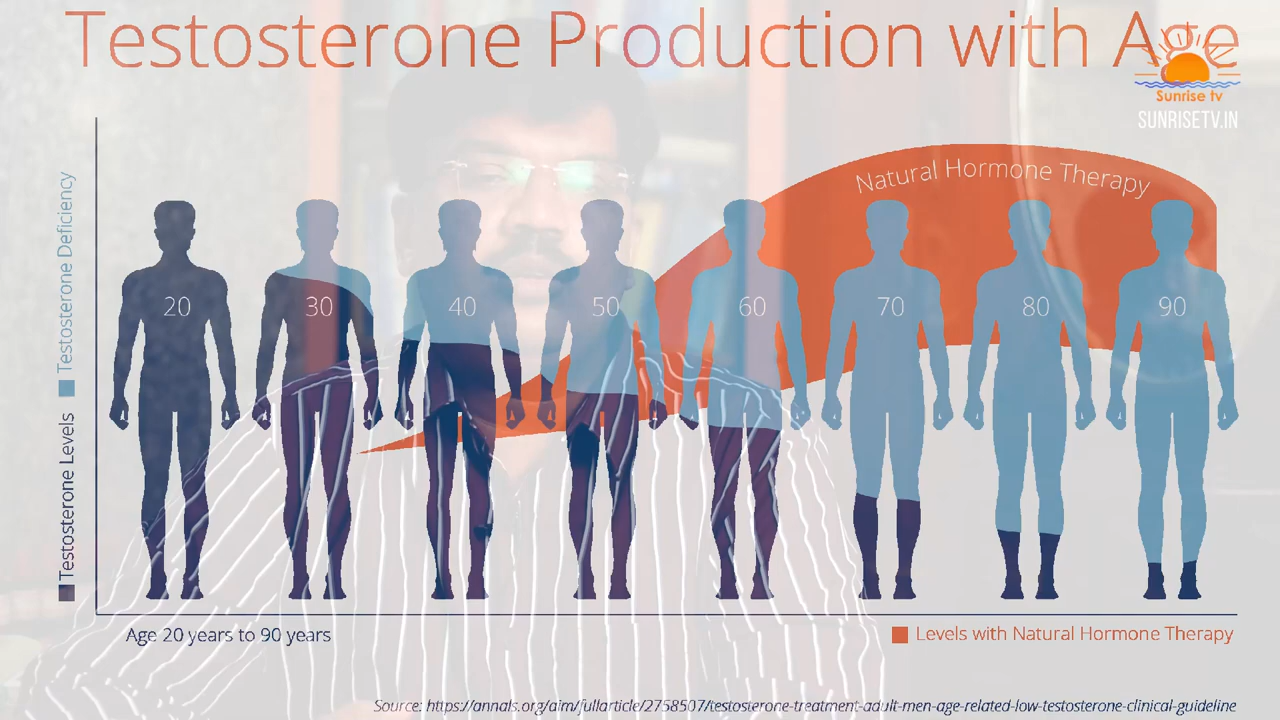 Testosterone Production with Age
Sunrise tv
SUNRISETV.IN
Testosterone Deficiency
Testosterone Levels
Natural Hormone Therapy
20
30
40
50
60
70
80
90
Age 20 years to 90 years
Levels with Natural Hormone Therapy
Source: https://annals.org/aim/fullarticle/2758507/testosterone-treatment-adult-men-age-related-low-testosterone-clinical-guideline